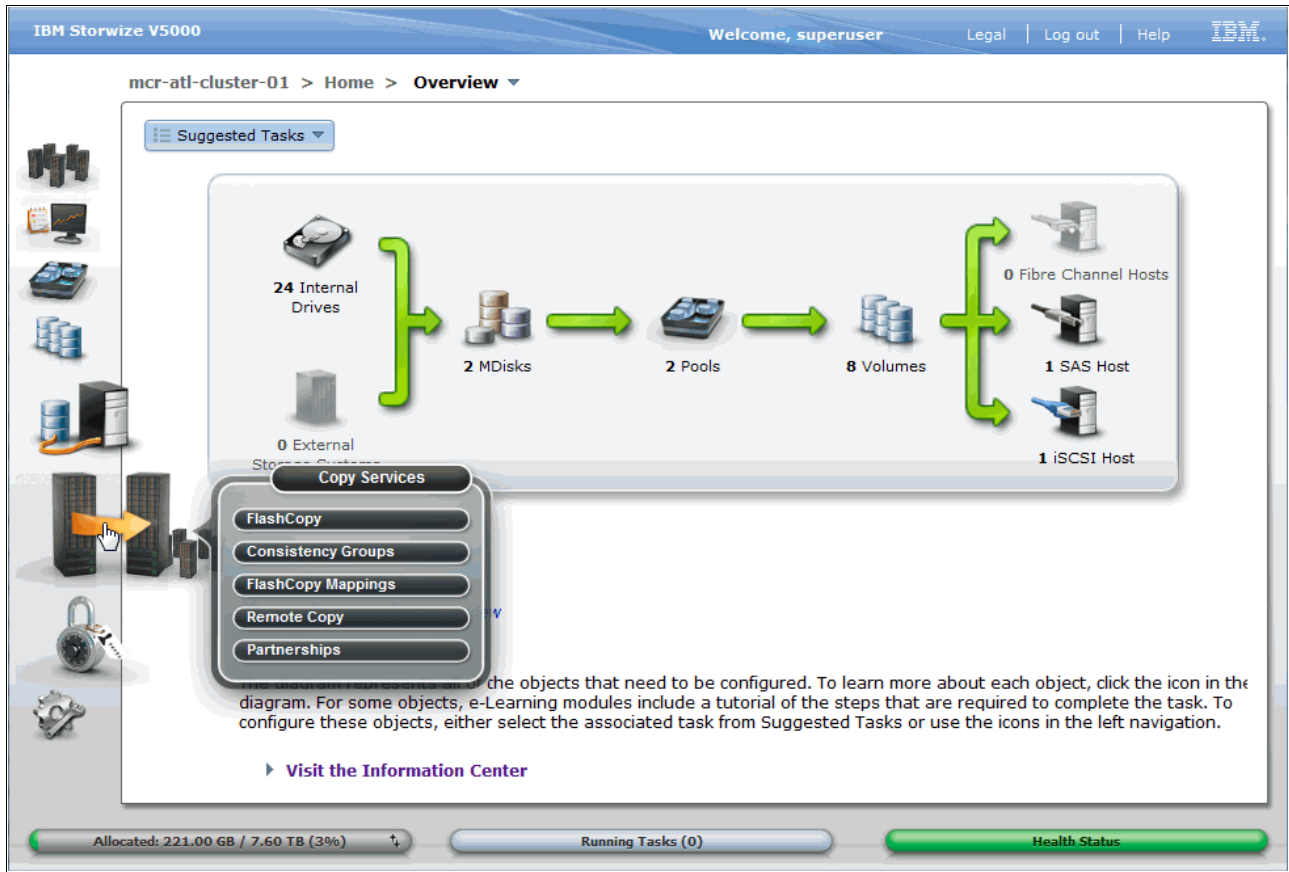 IBM Storwize V5000
Welcome, superuser
Legal | Log out | Help
IBM.
mcr-atl-cluster-01 > Home > Overview
Suggested Tasks
24 Internal
Drives
0 External
Storage Systems
2 MDisks
2 Pools
8 Volumes
0 Fibre Channel Hosts
1 SAS Host
1 iSCSI Host
Copy Services
FlashCopy
Consistency Groups
FlashCopy Mappings
Remote Copy
Partnerships
The diagram represents all of the objects that need to be configured. To learn more about each object, click the icon in the
diagram. For some objects, e-Learning modules include a tutorial of the steps that are required to complete the task. To
configure these objects, either select the associated task from Suggested Tasks or use the icons in the left navigation.
Visit the Information Center
Allocated: 221.00 GB / 7.60 TB (3%)
Running Tasks (0)
Health Status